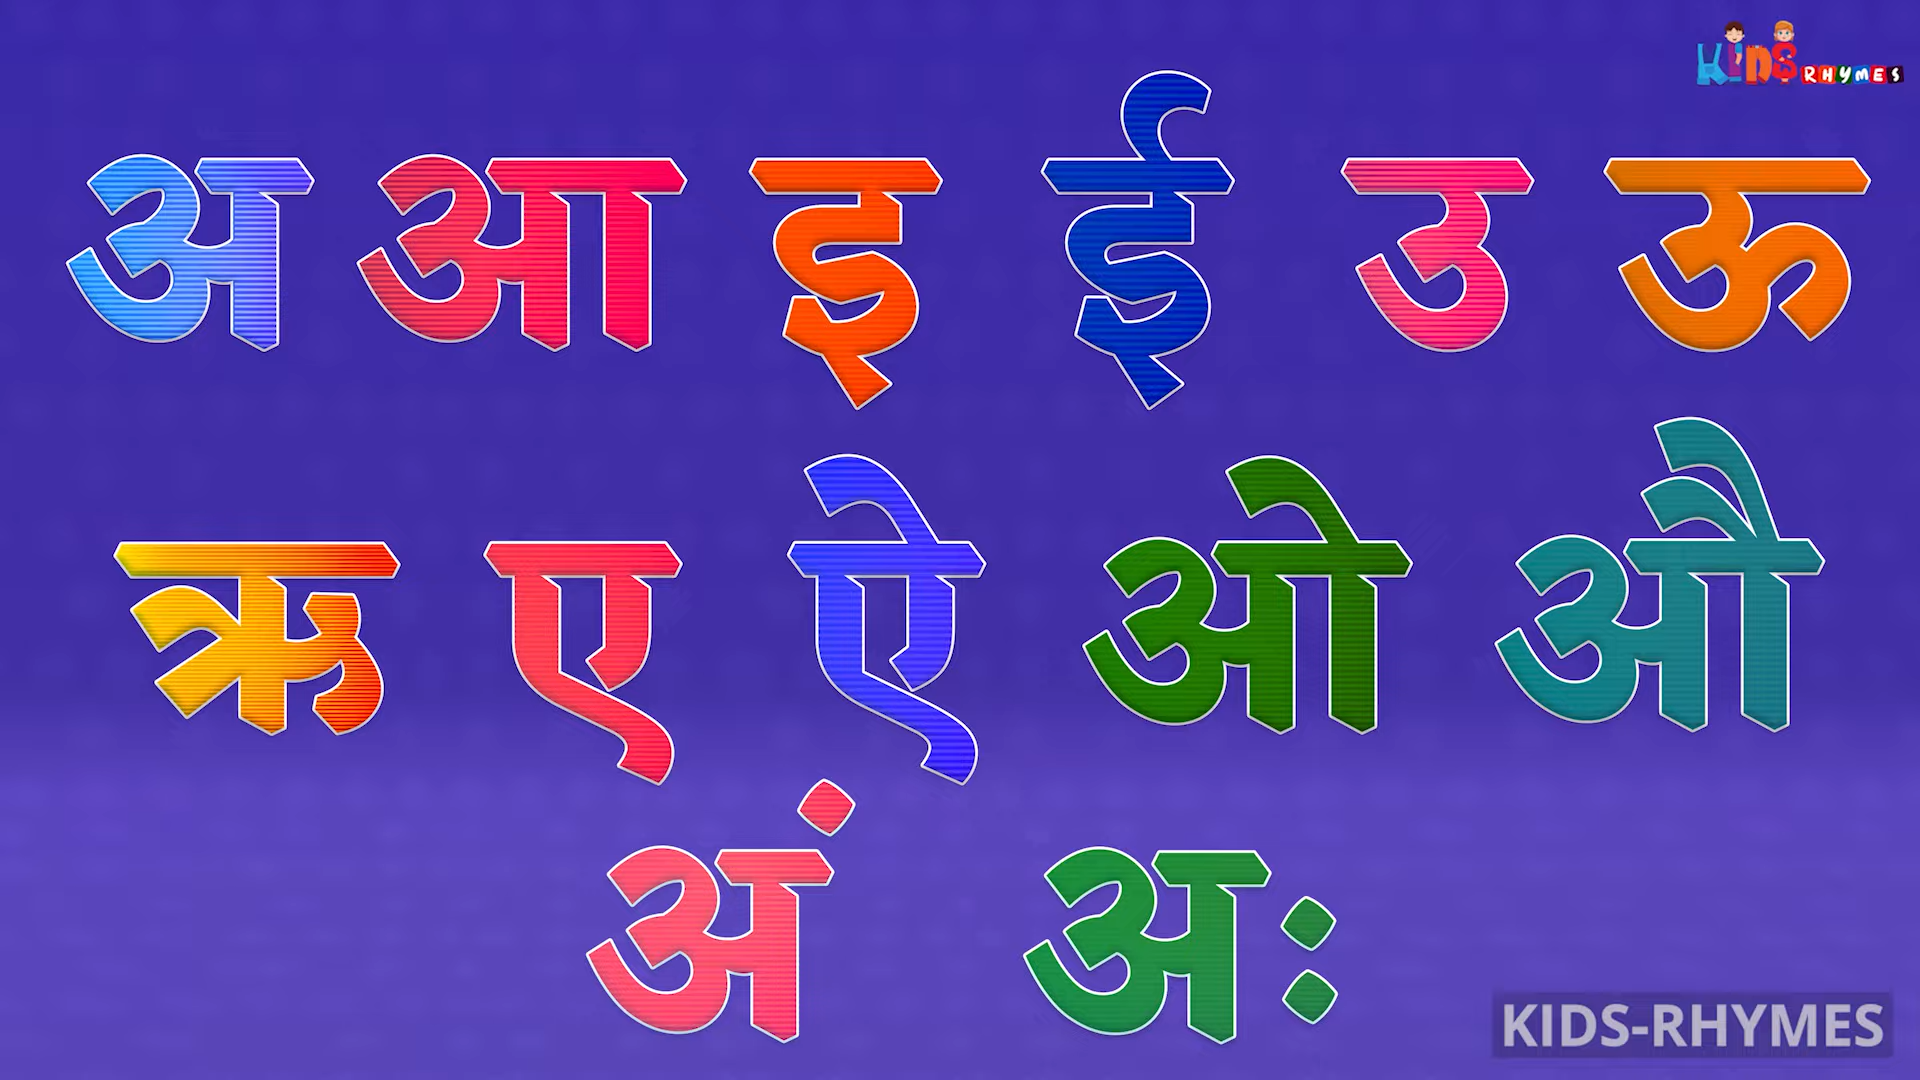 KIDS RHYMES
अ आ इ ई उ ऊ
ऋ ए ऐ ओ औ
अं अः
KIDS-RHYMES